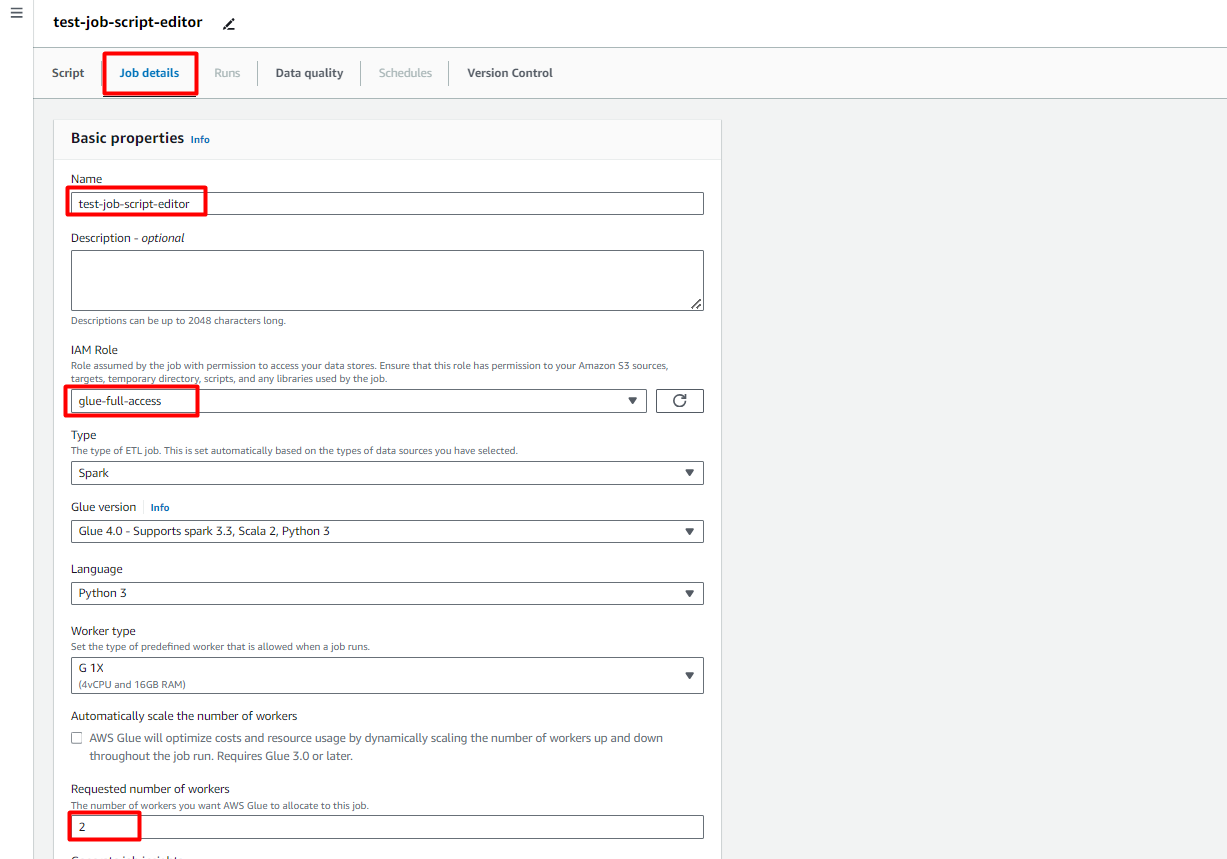 test-job-script-editor
Script Job details Runs Data quality Schedules Version Control
Basic properties Info
Name
test-job-script-editor
Description - optional
Descriptions can be up to 2048 characters long.
IAM Role
Role assumed by the job with permission to access your data stores. Ensure that this role has permission to your Amazon S3 sources,
targets, temporary directory, scripts, and any libraries used by the job.
glue-full-access
Type
The type of ETL job. This is set automatically based on the types of data sources you have selected.
Spark
Glue version Info
Glue 4.0 - Supports spark 3.3, Scala 2, Python 3
Language
Python 3
Worker type
Set the type of predefined worker that is allowed when a job runs.
G 1X
(4vCPU and 16GB RAM)
Automatically scale the number of workers
AWS Glue will optimize costs and resource usage by dynamically scaling the number of workers up and down
throughout the job run. Requires Glue 3.0 or later.
Requested number of workers
The number of workers you want AWS Glue to allocate to this job.
2